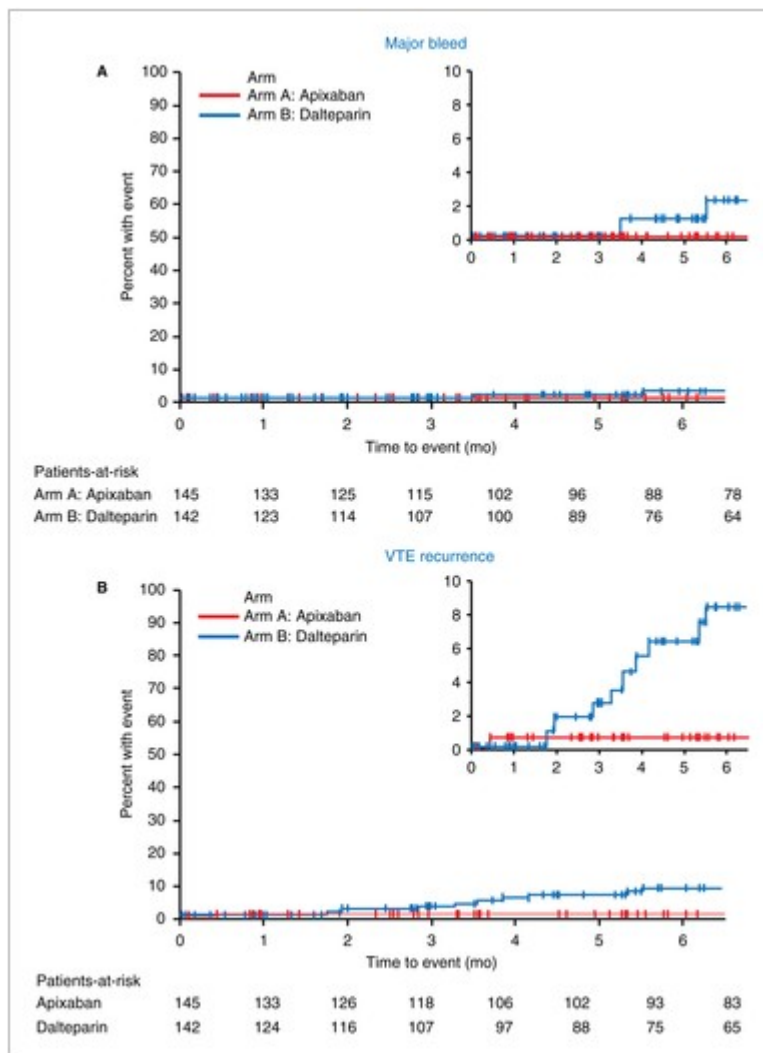 Major bleed
A
Arm
Arm A: Apixaban
Arm B: Dalteparin
Percent with event
100
90
80
70
60
50
40
30
20
10
0
0 1 2 3 4 5 6
Time to event (mo)
10
8
6
4
2
0
0 1 2 3 4 5 6
Patients-at-risk
Arm A: Apixaban 145 133 125 115 102 96 88 78
Arm B: Dalteparin 142 123 114 107 100 89 76 64
VTE recurrence
B
Arm
Arm A: Apixaban
Arm B: Dalteparin
Percent with event
100
90
80
70
60
50
40
30
20
10
0
0 1 2 3 4 5 6
Time to event (mo)
10
8
6
4
2
0
0 1 2 3 4 5 6
Patients-at-risk
Apixaban 145 133 126 118 106 102 93 83
Dalteparin 142 124 116 107 97 88 75 65